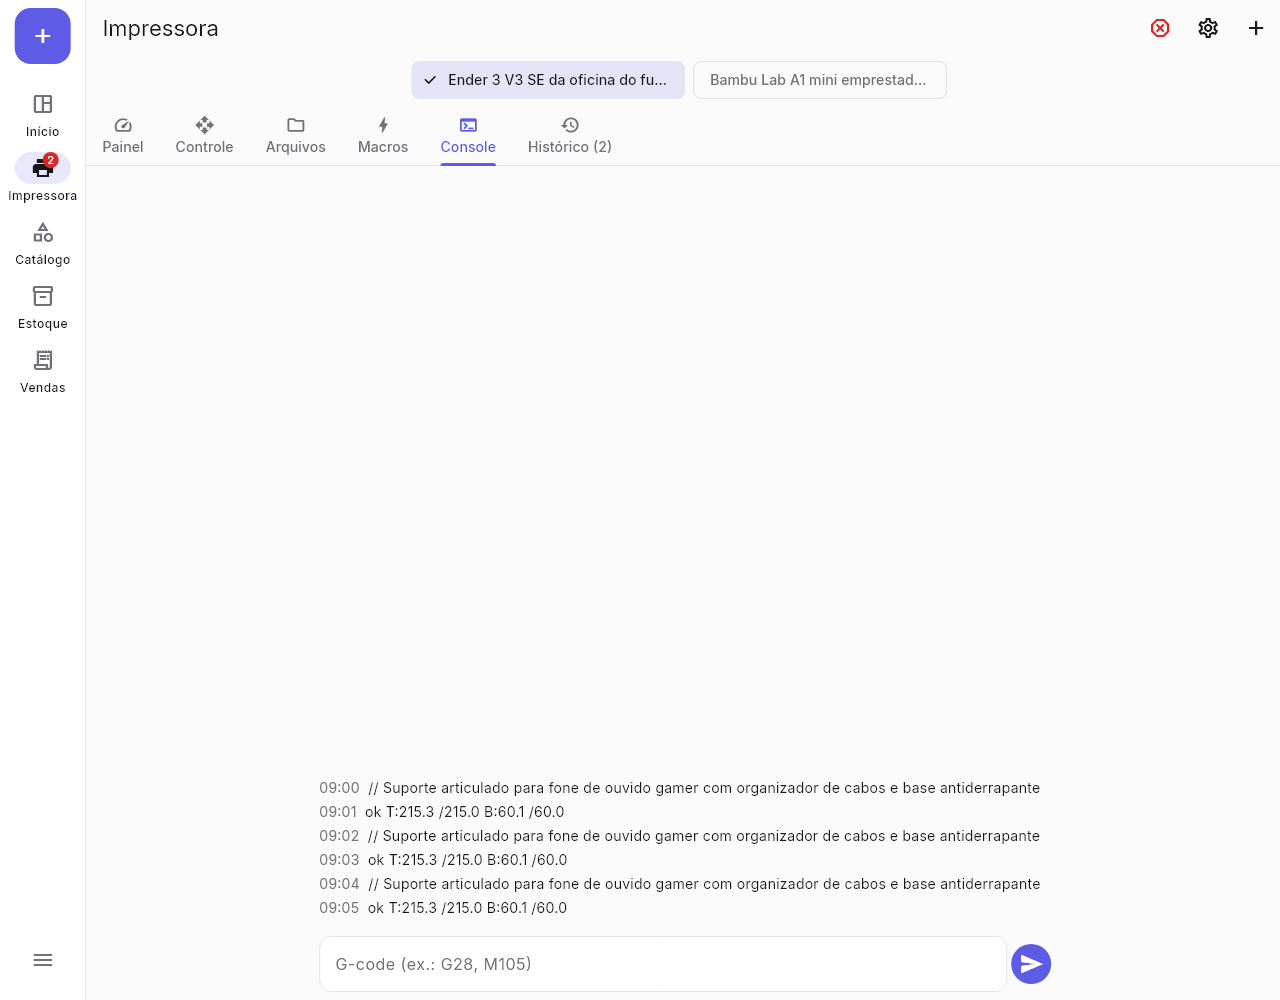 Impressora
Ender 3 V3 SE da oficina do fu...
Bambu Lab A1 mini emprestad...
Painel
Controle
Arquivos
Macros
Console
Histórico (2)
Início
2
Impressora
Catálogo
Estoque
Vendas
09:00 // Suporte articulado para fone de ouvido gamer com organizador de cabos e base antiderrapante
09:01 ok T:215.3 /215.0 B:60.1 /60.0
09:02 // Suporte articulado para fone de ouvido gamer com organizador de cabos e base antiderrapante
09:03 ok T:215.3 /215.0 B:60.1 /60.0
09:04 // Suporte articulado para fone de ouvido gamer com organizador de cabos e base antiderrapante
09:05 ok T:215.3 /215.0 B:60.1 /60.0
G-code (ex.: G28, M105)